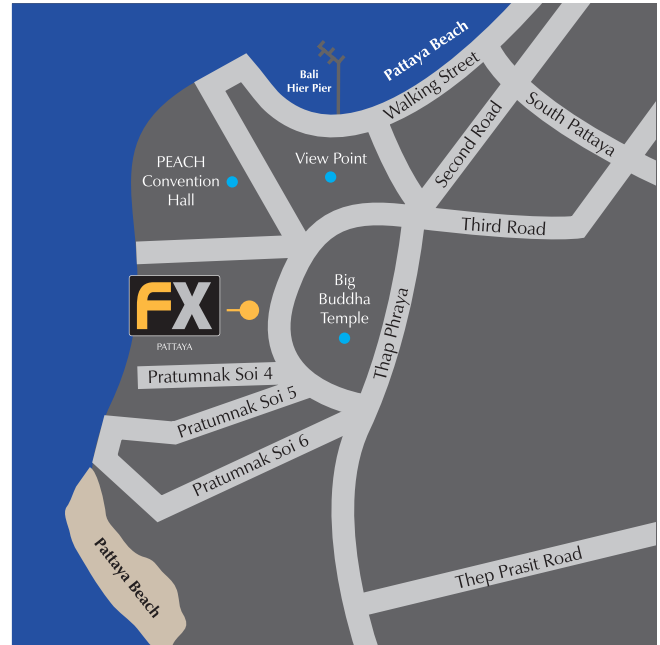 Pattaya Beach
Bali
Hier Pier
Walking Street
South Pattaya
Second Road
PEACH
Convention
Hall
View Point
Third Road
Big
Buddha
Temple
FX
PATTAYA
Thap Phraya
Pratumnak Soi 4
Pratumnak Soi 5
Pratumnak Soi 6
Pattaya Beach
Thep Prasit Road